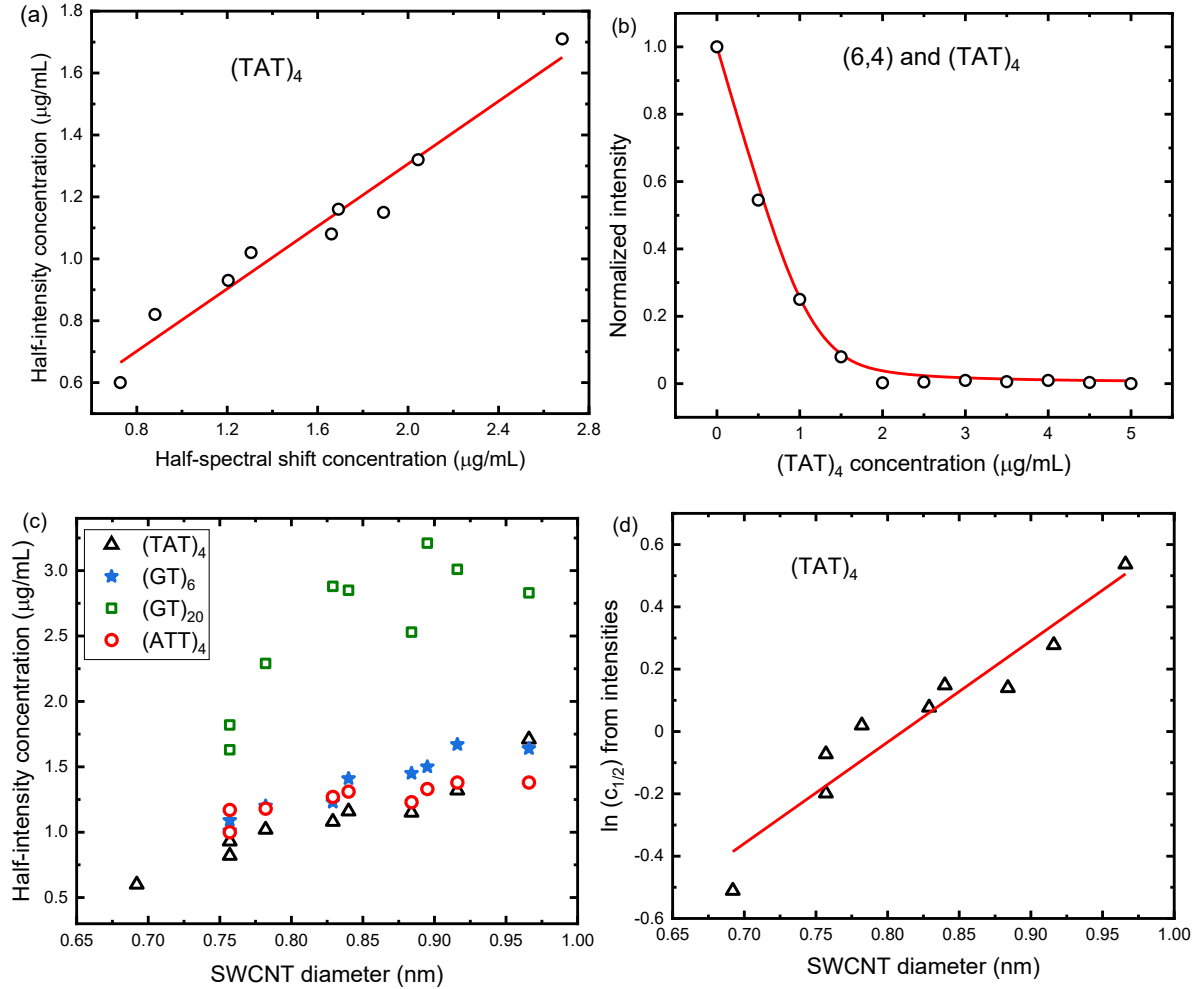 (a)
(TAT)4
1.8
1.6
1.4
1.2
1.0
0.8
0.6
Half-intensity concentration (μg/mL)
0.8 1.2 1.6 2.0 2.4 2.8
Half-spectral shift concentration (μg/mL)
(b)
(6,4) and (TAT)4
1.0
0.8
0.6
0.4
0.2
0
Normalized intensity
0 1 2 3 4 5
(TAT)4 concentration (μg/mL)
(c)
(TAT)4
(GT)6
(GT)20
(ATT)4
3.0
2.5
2.0
1.5
1.0
0.5
Half-intensity concentration (μg/mL)
0.65 0.70 0.75 0.80 0.85 0.90 0.95 1.00
SWCNT diameter (nm)
(d)
(TAT)4
0.6
0.4
0.2
0
-0.2
-0.4
-0.6
ln (c1/2) from intensities
0.65 0.70 0.75 0.80 0.85 0.90 0.95 1.00
SWCNT diameter (nm)